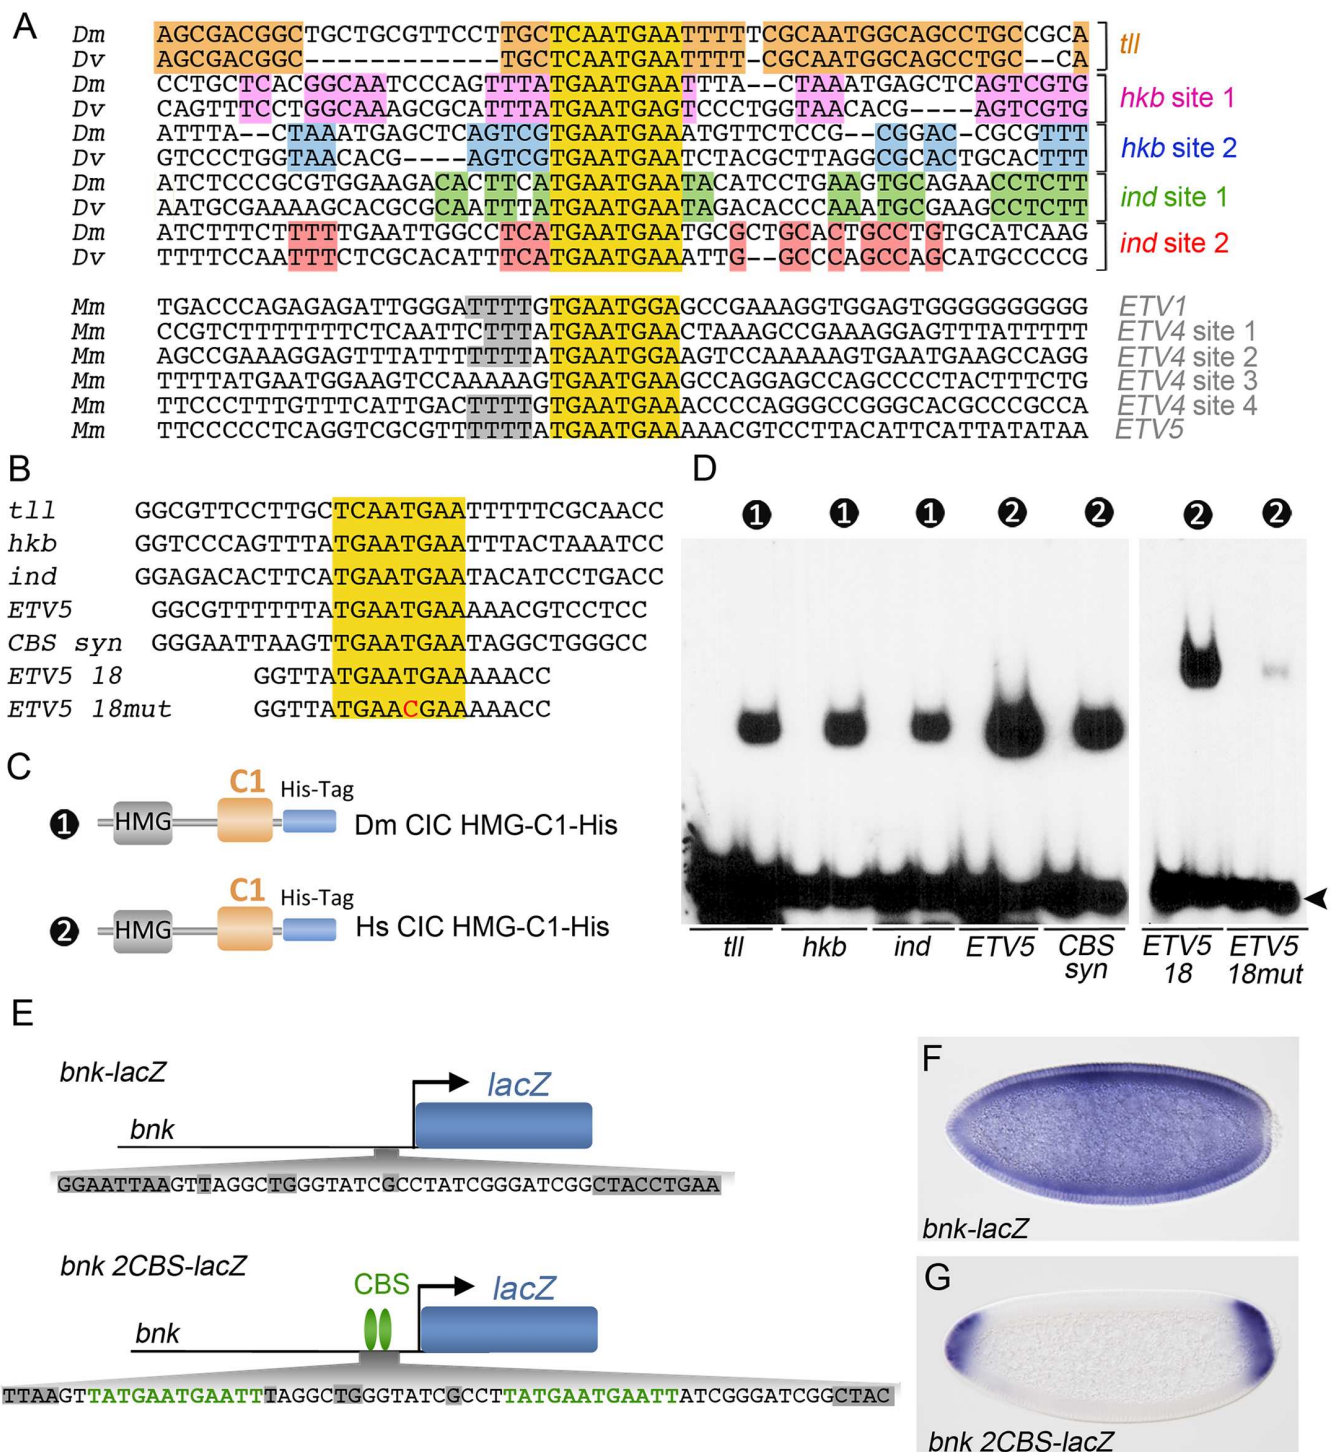 A
Dm AGCGACGGCTGCTGCGTTCCTTGCTCAATGAATTTTTCGCAATGGCAGCCTGCCGCA
Dv AGCGACGGC------------TGCTCAATGAATTTT-CGCAATGGCAGCCTGC--CA
tll
Dm CCTGCTCACGGCAATCCCAGTTTATGAATGAATTTA--CTAAATGAGCTCAGTCGTG
Dv CAGTTTCCTGGCAAAGCGCATTTATGAATGAGTCCCTGGTAACACG----AGTCGTG
hkb site 1
Dm ATTTA--CTAAATGAGCTCAGTCGTGAATGAAATGTTCTCCG--CGGAC-CGCGTTT
Dv GTCCCTGGTAACACG----AGTCGTGAATGAATCTACGCTTAGGCGCACTGCACTTT
hkb site 2
Dm ATCTCCCGCGTGGAAGACACTTCATGAATGAATACATCCTGAAGTGCAGAACCTCTT
Dv AATGCGAAAAGCACGCGCAATTTATGAATGAATAGACACCCAAATGCGAAGCCTCTT
ind site 1
Dm ATCTTTCTTTTTGAATTGGCCTCATGAATGAATGCGCTGCACTGCCTGTGCATCAAG
Dv TTTTCCAATTTCTCGCACATTTCATGAATGAAATTG--GCCCAGCCAGCATGCCCCG
ind site 2
Mm TGACCCAGAGAGATTGGGATTTTGTGAATGGAGCCGAAAGGTGGAGTGGGGGGGGGG ETV1
Mm CCGTCTTTTTTTCTCAATTCTTTATGAATGAACTAAAGCCGAAAGGAGTTTATTTTT ETV4 site 1
Mm AGCCGAAAGGAGTTTATTTTTTTATGAATGGAAGTCCAAAAAGTGAATGAAGCCAGG ETV4 site 2
Mm TTTTATGAATGGAAGTCCAAAAAGTGAATGAAGCCAGGAGCCAGCCCCTACTTTCTG ETV4 site 3
Mm TTCCCTTTGTTTCATTGACTTTTGTGAATGAAACCCCAGGGCCGGGCACGCCCGCCA ETV4 site 4
Mm TTCCCCCTCAGGTCGCGTTTTTTATGAATGAAAAACGTCCTTACATTCATTATATAA ETV5
B
tll GGCGTTCCTTGCTCAATGAATTTTTCGCAACC
hkb GGTCCCAGTTTATGAATGAATTTACTAAATCC
ind GGAGACACTTCATGAATGAATACATCCTGACC
ETV5 GGCGTTTTTTATGAATGAAAAACGTCCTCC
CBS syn GGGAATTAAGTTGAATGAATAGGCTGGGCC
ETV5 18 GGTTATGAATGAAAAACC
ETV5 18mut GGTTATGAACGAAAAACC
C
1 HMG C1 His-Tag Dm CIC HMG-C1-His
2 HMG C1 His-Tag Hs CIC HMG-C1-His
D
1 1 1 2 2 2 2
tll hkb ind ETV5 CBS syn ETV5 18 ETV5 18mut
E
bnk-lacZ
lacZ
bnk
GGAATTAAGTTAGGCTGGGTATCGCCTATCGGGATCGGCTACCTGAA
bnk 2CBS-lacZ
CBS
lacZ
bnk
TTAAGTTATGAATGAATTTAGGCTGGGTATCGCCTTATGAATGAATTATCGGGATCGGCTAC
F
bnk-lacZ
G
bnk 2CBS-lacZ